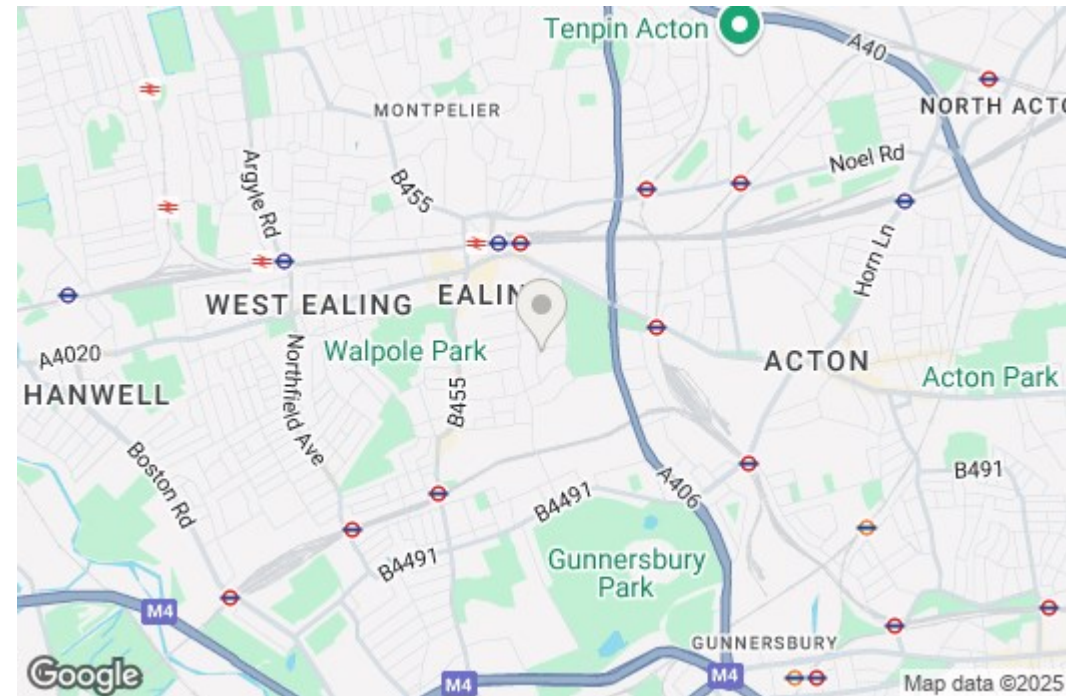 Tenpin Acton
A40
MONTPELIER
NORTH ACTO
Argyle Rd
B455
Noel Rd
Horn Ln
WEST EALING
EALIN
A4020
Walpole Park
ACTON
HANWELL
Northfield Ave
B455
Acton Park
Boston Rd
B4491
A406
B491
B4491
Gunnersbury
Park
M4
GUNNERSBURY
Google
M4
M4
Map data ©2025